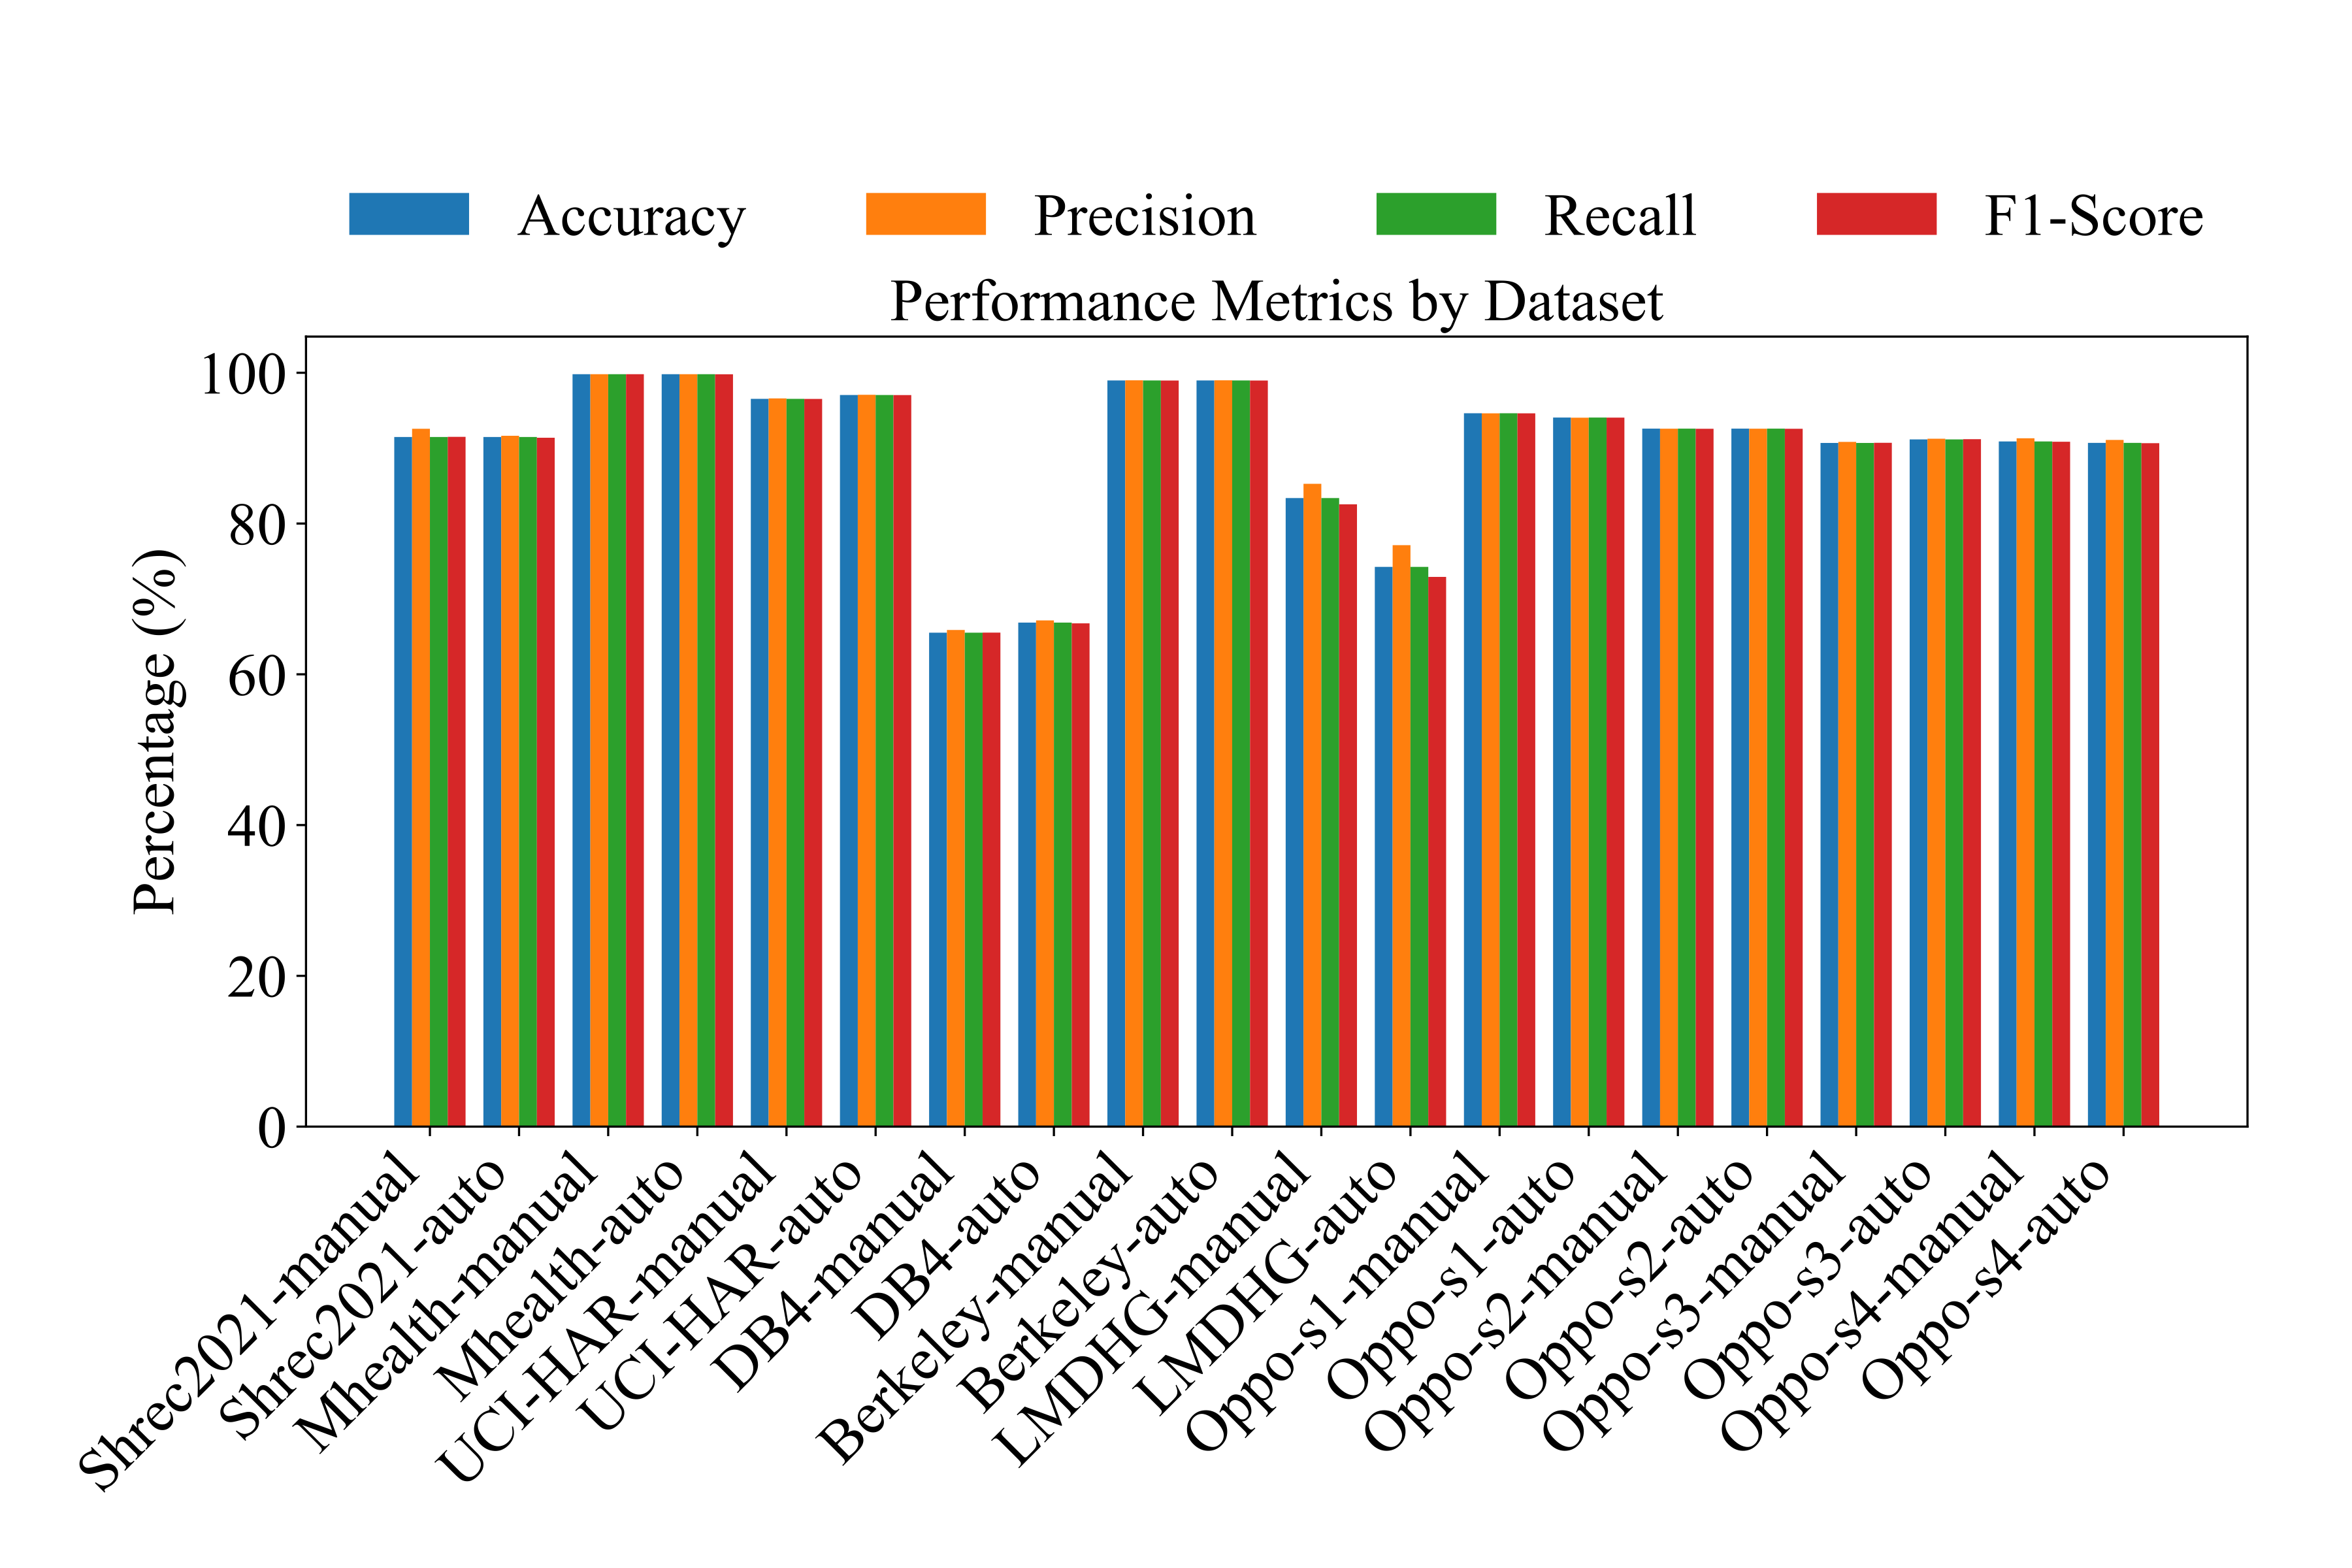 Accuracy Precision Recall F1-Score
Performance Metrics by Dataset
Percentage (%)
100
80
60
40
20
0
Shrec2021-manual
Shrec2021-auto
Mhealth-manual
Mhealth-auto
UCI-HAR-manual
UCI-HAR-auto
DB4-manual
DB4-auto
Berkeley-manual
Berkeley-auto
LMDHG-manual
LMDHG-auto
Oppo-s1-manual
Oppo-s1-auto
Oppo-s2-manual
Oppo-s2-auto
Oppo-s3-manual
Oppo-s3-auto
Oppo-s4-manual
Oppo-s4-auto